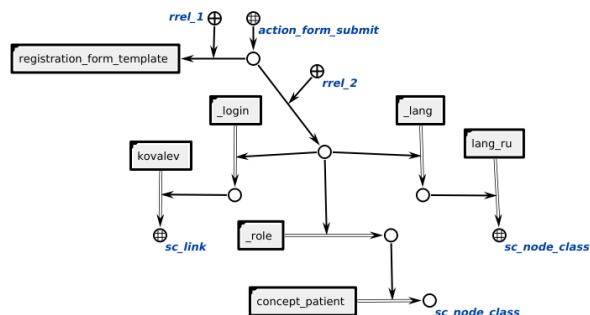 rrel_1
action_form_submit
registration_form_template
rrel_2
_login
_lang
kovalev
lang_ru
sc_link
_role
sc_node_class
concept_patient
sc_node_class